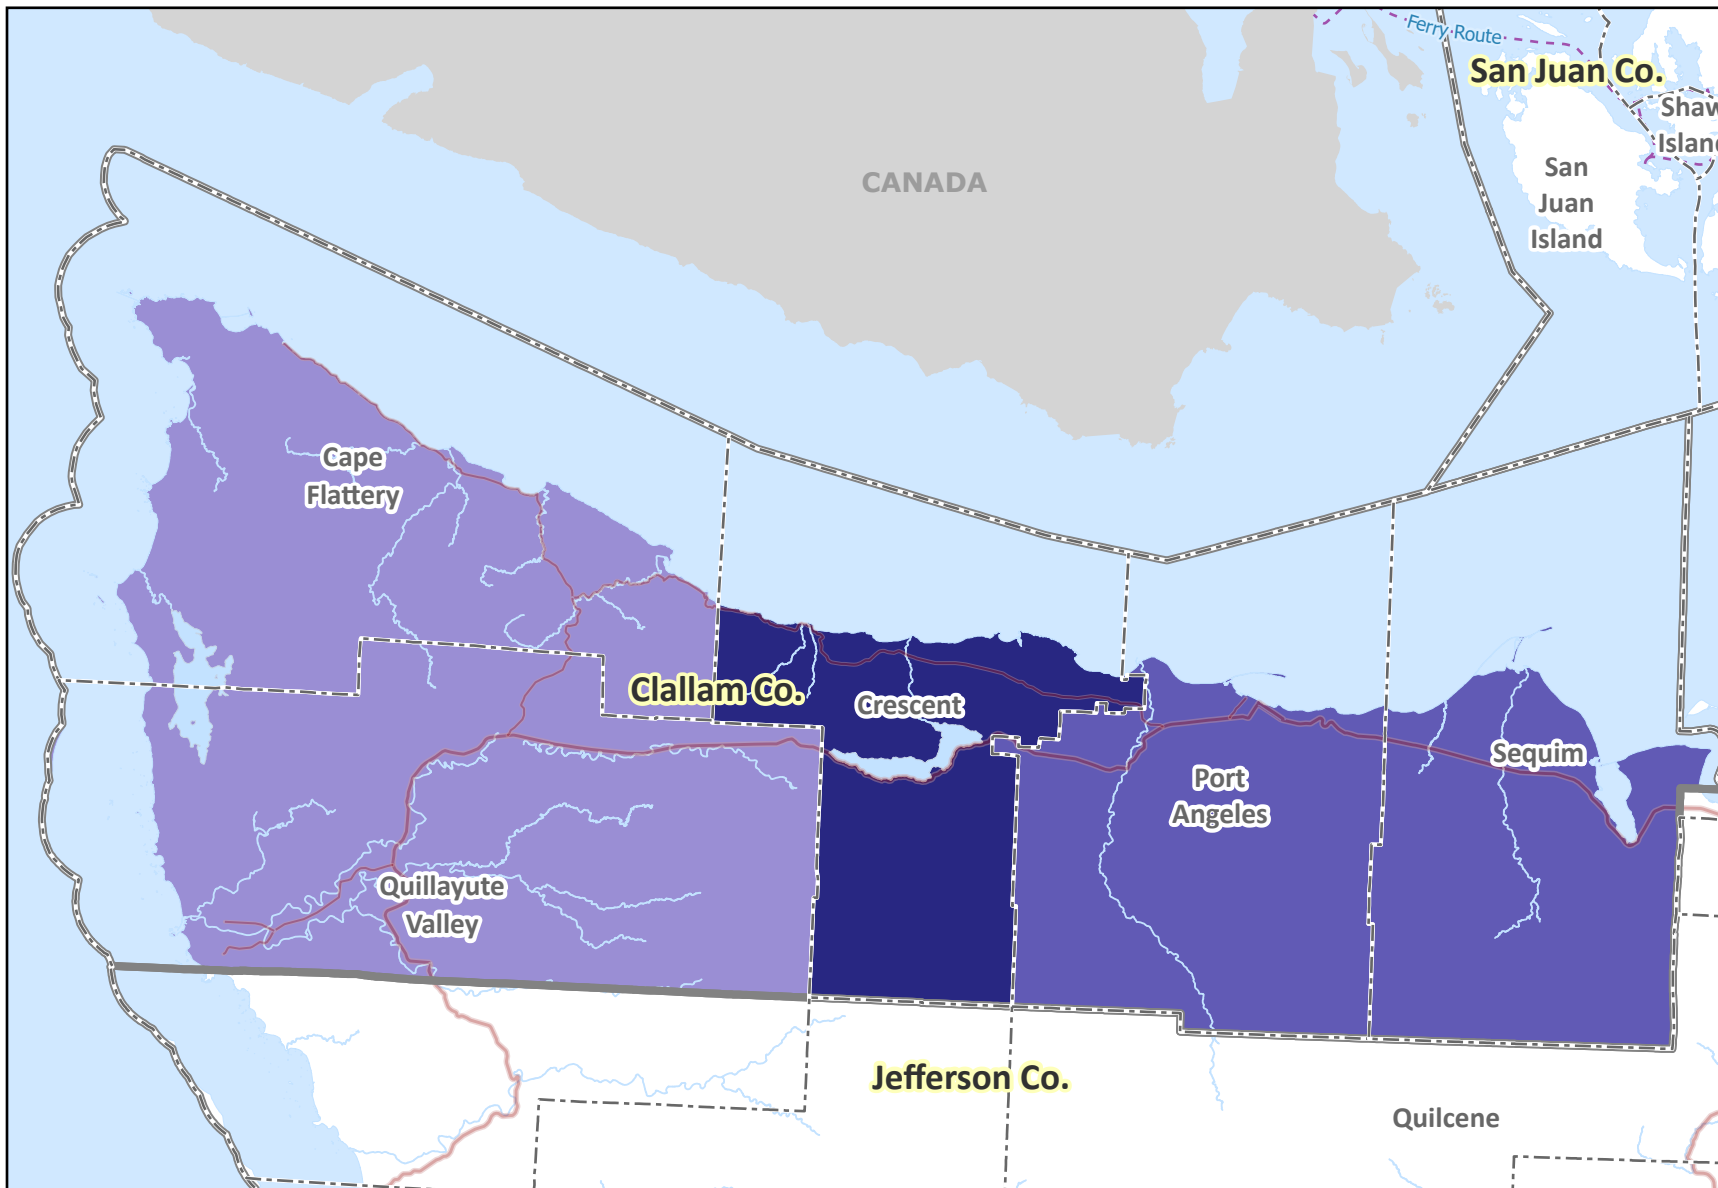 Ferry Route
San Juan Co.
Shaw
Island
CANADA
San
Juan
Island
Cape
Flattery
Clallam Co.
Crescent
Sequim
Port
Angeles
Quillayute
Valley
Jefferson Co.
Quilcene